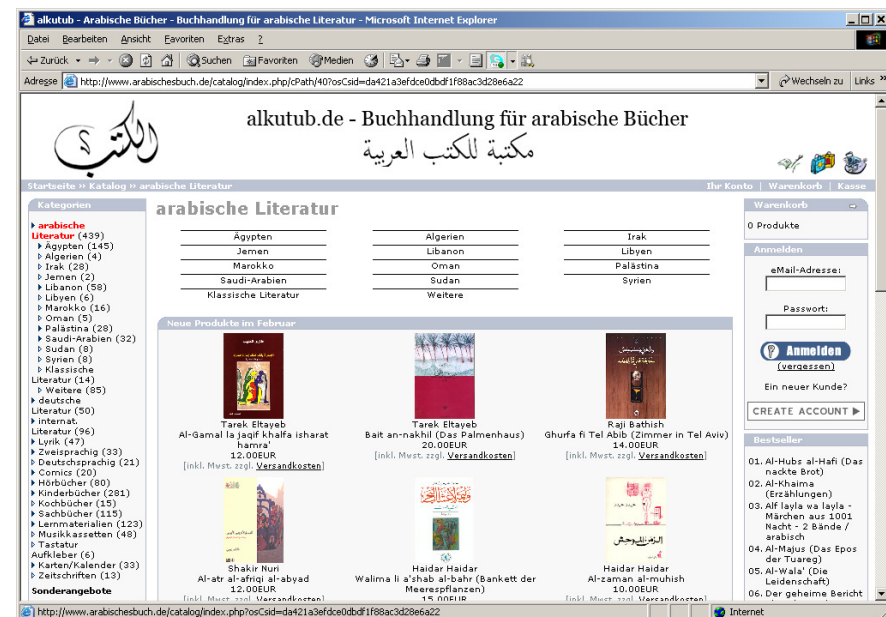 alkutub - Arabische Bücher - Buchhandlung für arabische Literatur - Microsoft Internet Explorer
Datei Bearbeiten Ansicht Favoriten Extras ?
Zurück Suchen Favoriten Medien
Adresse http://www.arabischesbuch.de/catalog/index.php/cPath/40?osCsid=da421a3efdce0dbdf1f88ac3d28e6a22 Wechseln zu Links »
الكتب
alkutub.de - Buchhandlung für arabische Bücher
مكتبة للكتب العربية
Startseite » Katalog » arabische Literatur Ihr Konto | Warenkorb | Kasse
Kategorien
arabische
Literatur (439)
Ägypten (145)
Algerien (4)
Irak (28)
Jemen (2)
Libanon (58)
Libyen (6)
Marokko (16)
Oman (5)
Palästina (28)
Saudi-Arabien (32)
Sudan (8)
Syrien (8)
Klassische
Literatur (14)
Weitere (85)
deutsche
Literatur (50)
internat.
Literatur (96)
Lyrik (47)
Zweisprachig (33)
Deutschsprachig (21)
Comics (20)
Hörbücher (80)
Kinderbücher (281)
Kochbücher (15)
Sachbücher (115)
Lernmaterialien (123)
Musikkassetten (48)
Tastatur
Aufkleber (6)
Karten/Kalender (33)
Zeitschriften (13)
Sonderangebote
arabische Literatur
Ägypten Algerien Irak
Jemen Libanon Libyen
Marokko Oman Palästina
Saudi-Arabien Sudan Syrien
Klassische Literatur Weitere
Neue Produkte im Februar
Tarek Eltayeb
Al-Gamal la jaqif khalfa isharat
hamra'
12.00EUR
[inkl. Mwst. zzgl. Versandkosten]
Tarek Eltayeb
Bait an-nakhil (Das Palmenhaus)
20.00EUR
[inkl. Mwst. zzgl. Versandkosten]
Raji Bathish
Ghurfa fi Tel Abib (Zimmer in Tel Aviv)
14.00EUR
[inkl. Mwst. zzgl. Versandkosten]
Shakir Nuri
Al-atr al-afriqi al-abyad
12.00EUR
[inkl. Mwst. zzgl. Versandkosten]
وليمة لأعشاب البحر
Haidar Haidar
Walima li a'shab al-bahr (Bankett der
Meerespflanzen)
15.00EUR
الزمن الموحش
Haidar Haidar
Al-zaman al-muhish
10.00EUR
[inkl. Mwst. zzgl. Versandkosten]
Warenkorb
0 Produkte
Anmelden
eMail-Adresse:
Passwort:
Anmelden
(vergessen)
Ein neuer Kunde?
CREATE ACCOUNT
Bestseller
01. Al-Hubs al-Hafi (Das
nackte Brot)
02. Al-Khaima
(Erzählungen)
03. Alf layla wa layla -
Märchen aus 1001
Nacht - 2 Bände /
arabisch
04. Al-Majus (Das Epos
der Tuareg)
05. Al-Wala' (Die
Leidenschaft)
06. Der geheime Bericht
http://www.arabischesbuch.de/catalog/index.php?osCsid=da421a3efdce0dbdf1f88ac3d28e6a22 Internet